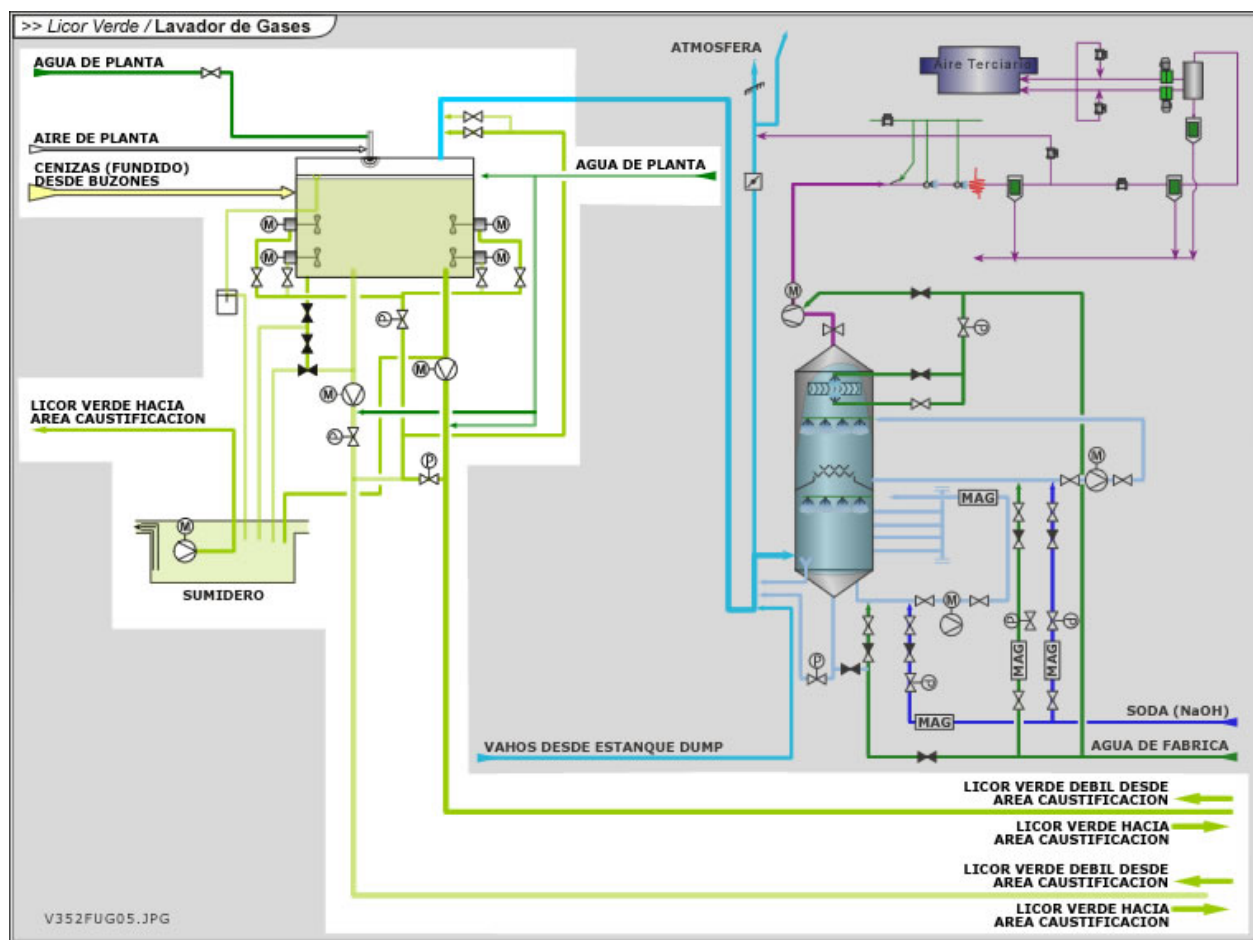 >> Licor Verde / Lavador de Gases
AGUA DE PLANTA
ATMOSFERA
Aire Terciario
AIRE DE PLANTA
CENIZAS (FUNDIDO)
DESDE BUZONES
AGUA DE PLANTA
M
M
M
M
P
M
M
M
P
LICOR VERDE HACIA
AREA CAUSTIFICACION
P
P
M
M
MAG
SUMIDERO
M
P
P
P
MAG
MAG
P
MAG
SODA (NaOH)
VAHOS DESDE ESTANQUE DUMP
AGUA DE FABRICA
LICOR VERDE DEBIL DESDE
AREA CAUSTIFICACION
LICOR VERDE HACIA
AREA CAUSTIFICACION
LICOR VERDE DEBIL DESDE
AREA CAUSTIFICACION
LICOR VERDE HACIA
AREA CAUSTIFICACION
V352FUG05.JPG